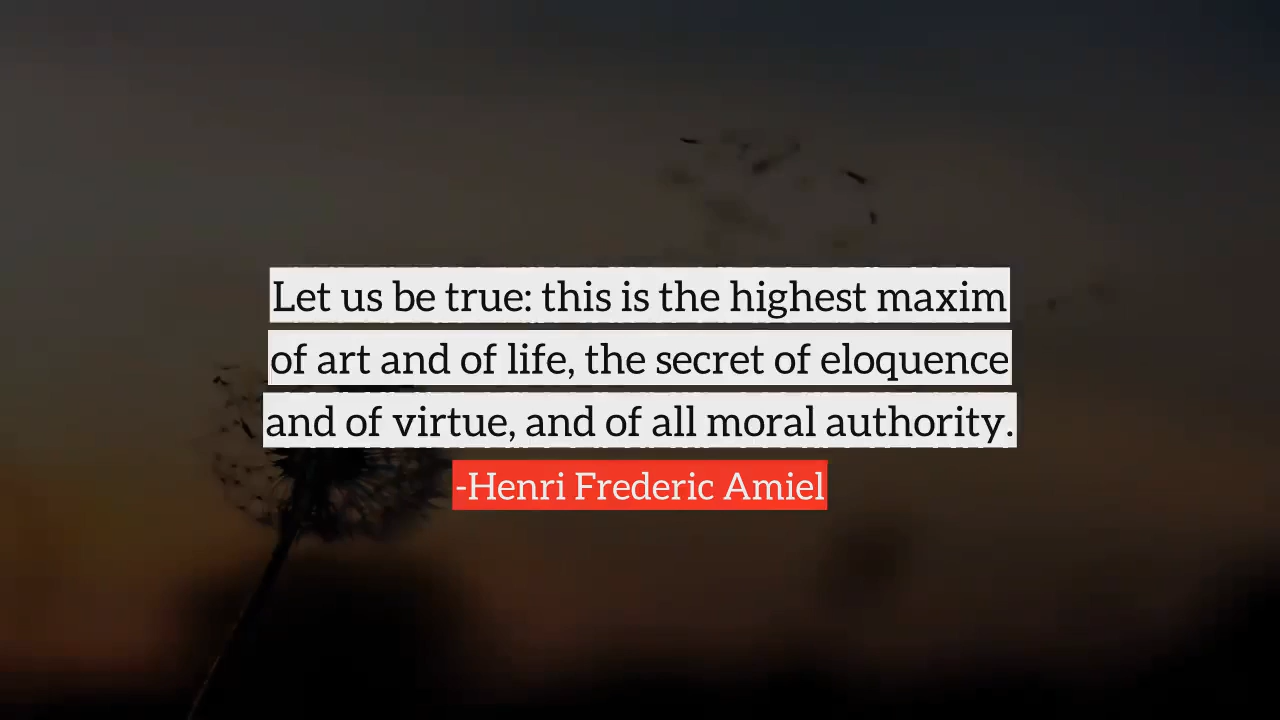 Let us be true: this is the highest maxim
of art and of life, the secret of eloquence
and of virtue, and of all moral authority.
-Henri Frederic Amiel